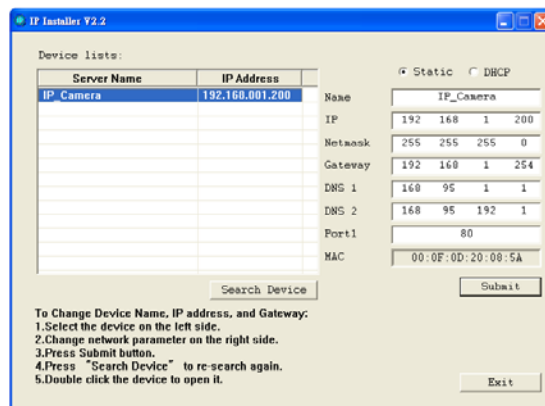 IP Installer V2.2
Device lists:
Server Name IP Address
IP_Camera 192.168.001.200
Static DHCP
Name IP_Camera
IP 192 168 1 200
Netmask 255 255 255 0
Gateway 192 168 1 254
DNS 1 168 95 1 1
DNS 2 168 95 192 1
Port1 80
MAC 00:0F:0D:20:08:5A
Search Device
Submit
To Change Device Name, IP address, and Gateway:
1.Select the device on the left side.
2.Change network parameter on the right side.
3.Press Submit button.
4.Press “Search Device” to re-search again.
5.Double click the device to open it.
Exit